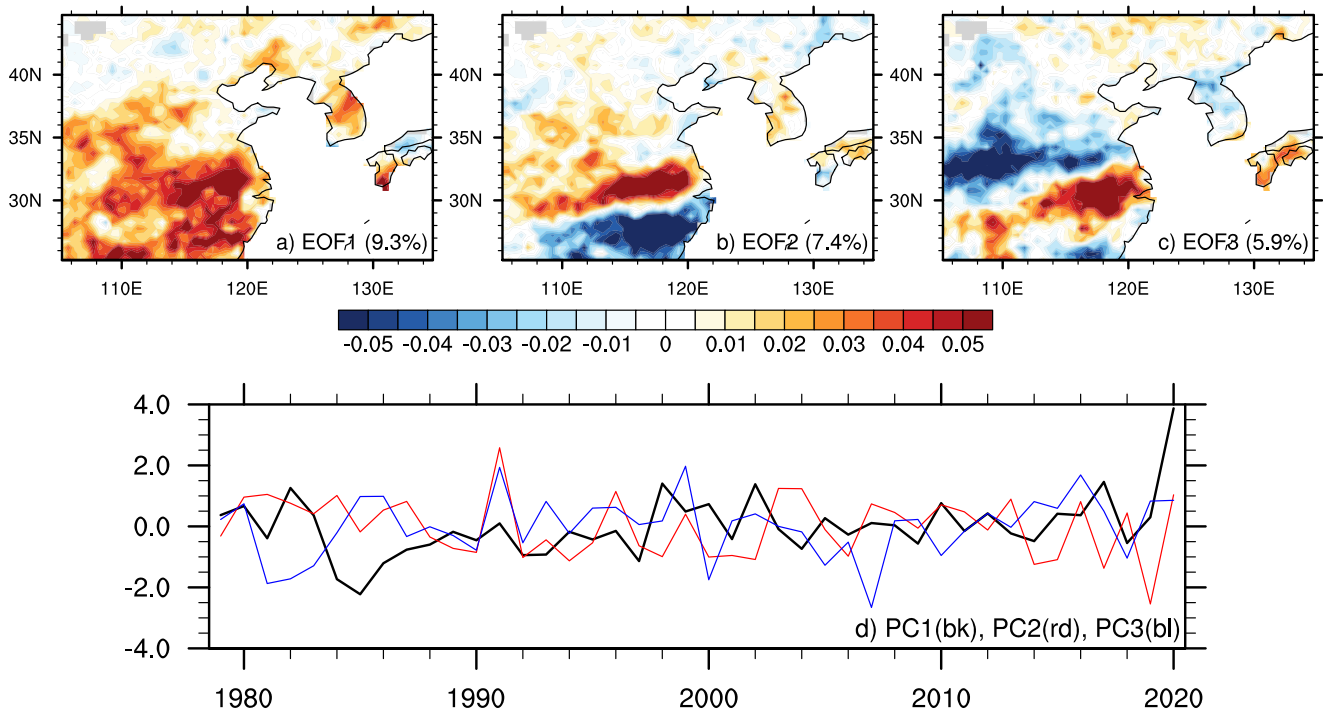 40N
35N
30N
110E 120E 130E
a) EOF1 (9.3%)
40N
35N
30N
110E 120E 130E
b) EOF2 (7.4%)
40N
35N
30N
110E 120E 130E
c) EOF3 (5.9%)
-0.05 -0.04 -0.03 -0.02 -0.01 0 0.01 0.02 0.03 0.04 0.05
4.0
2.0
0.0
-2.0
-4.0
d) PC1(bk), PC2(rd), PC3(bl)
1980 1990 2000 2010 2020